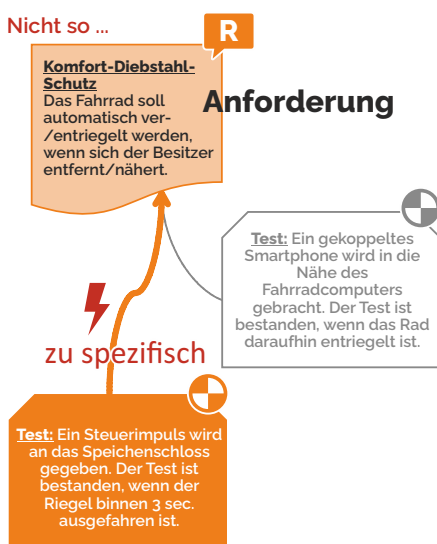 Nicht so ...
R
Komfort-Diebstahl-
Schutz
Das Fahrrad soll
automatisch ver-
/entriegelt werden,
wenn sich der Besitzer
entfernt/nähert.
Anforderung
Test: Ein gekoppeltes
Smartphone wird in die
Nähe des
Fahrradcomputers
gebracht. Der Test ist
bestanden, wenn das Rad
daraufhin entriegelt ist.
zu spezifisch
Test: Ein Steuerimpuls wird
an das Speichenschloss
gegeben. Der Test ist
bestanden, wenn der
Riegel binnen 3 sec.
ausgefahren ist.